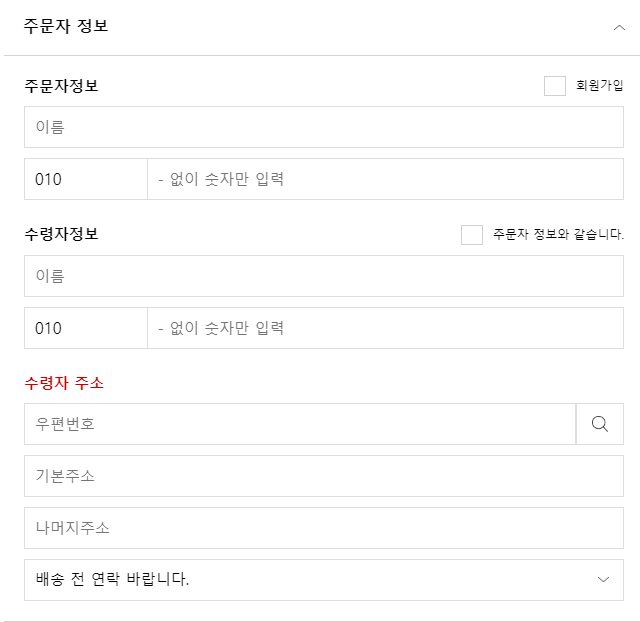 주문자 정보
주문자정보 회원가입
이름
010 - 없이 숫자만 입력
수령자정보 주문자 정보와 같습니다.
이름
010 - 없이 숫자만 입력
수령자 주소
우편번호
기본주소
나머지주소
배송 전 연락 바랍니다.